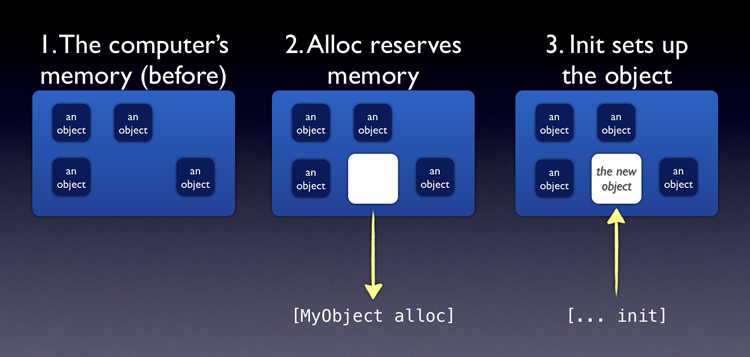 1. The computer's
memory (before)
an
object
an
object
an
object
an
object
2. Alloc reserves
memory
an
object
an
object
an
object
an
object
[MyObject alloc]
3. Init sets up
the object
an
object
an
object
an
object
the new
object
an
object
[... init]